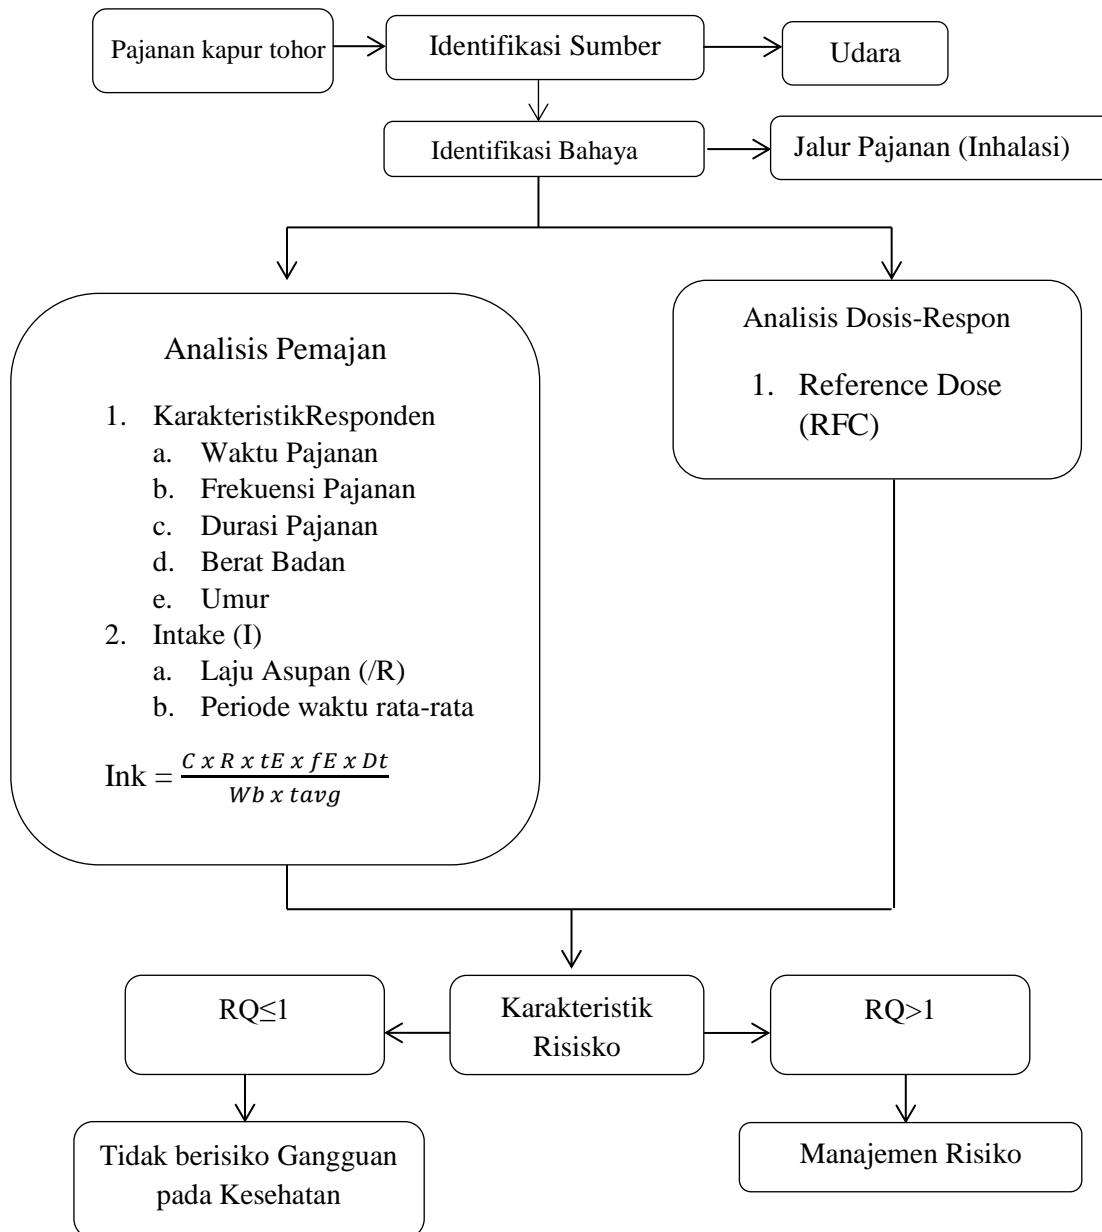 Pajanan kapur tohor
Identifikasi Sumber
Udara
Identifikasi Bahaya
Jalur Pajanan (Inhalasi)
Analisis Pemajan
1. KarakteristikResponden
a. Waktu Pajanan
b. Frekuensi Pajanan
c. Durasi Pajanan
d. Berat Badan
e. Umur
2. Intake (I)
a. Laju Asupan (/R)
b. Periode waktu rata-rata
Ink = C x R x tE x fE x Dt
Wb x tavg
Analisis Dosis-Respon
1. Reference Dose
(RFC)
RQ≤1
Karakteristik
Risisko
RQ>1
Tidak berisiko Gangguan
pada Kesehatan
Manajemen Risiko